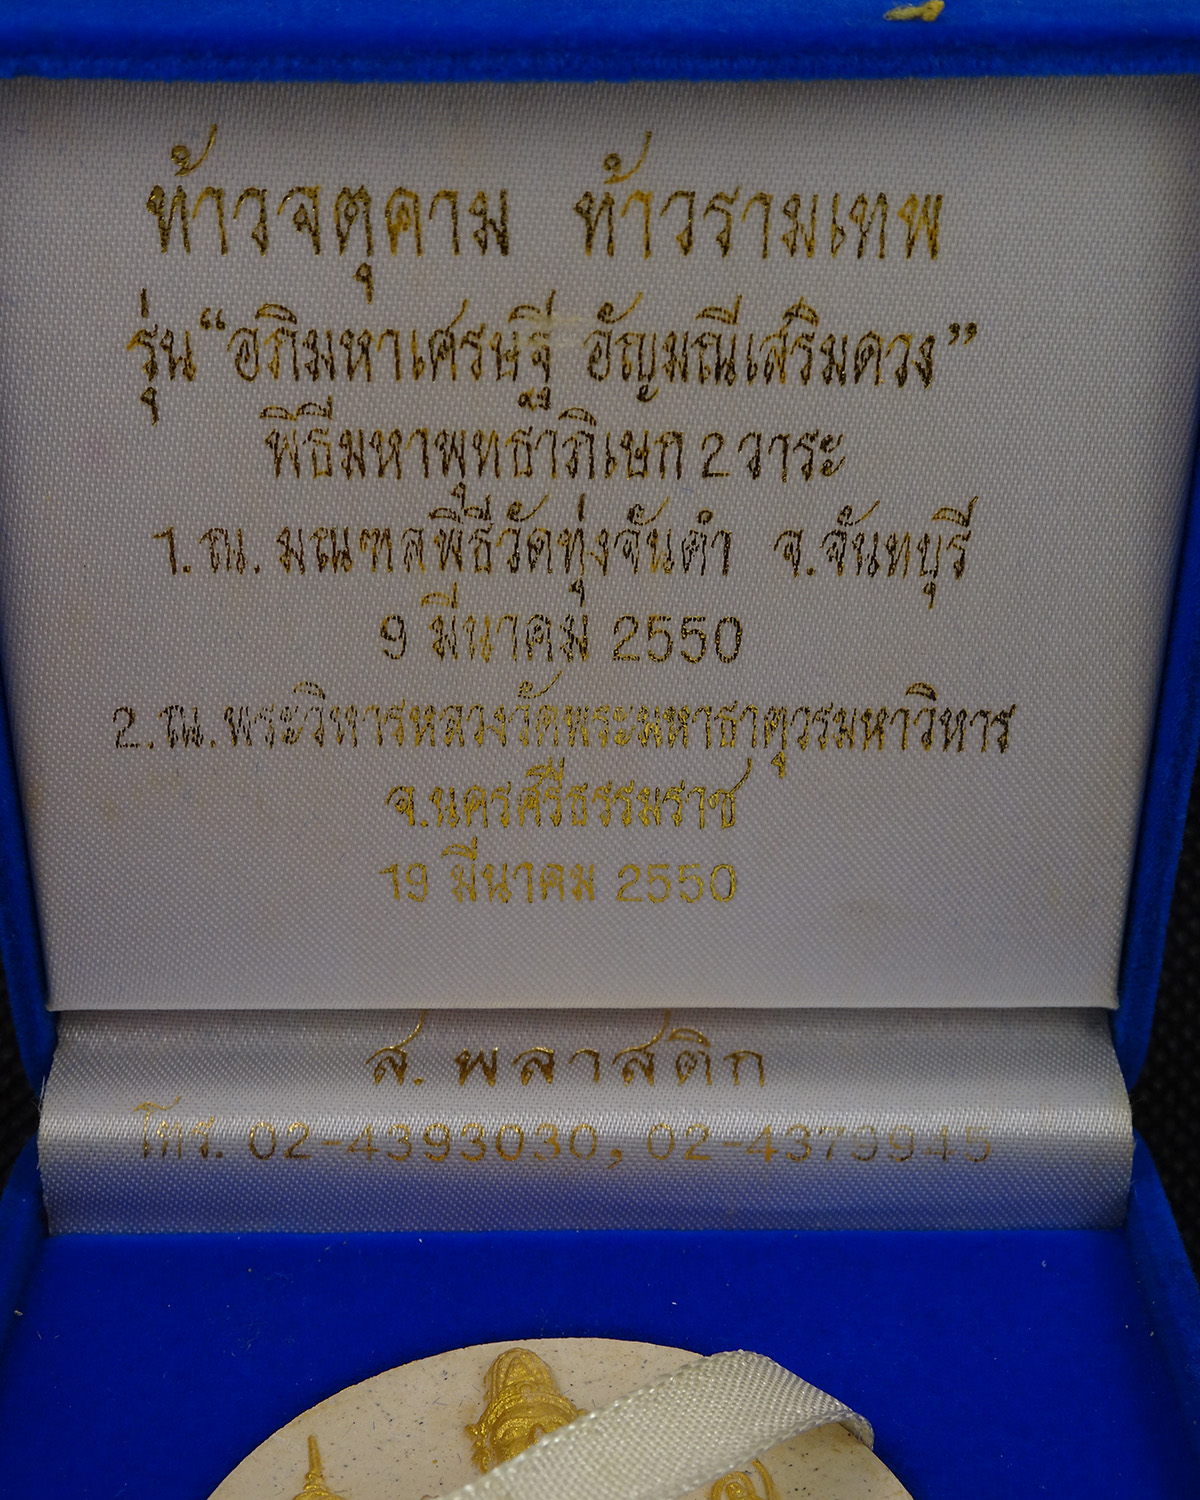 ท้าวจตุคาม ท้าวรามเทพ
รุ่น “อภิมหาเศรษฐี อัญมณีเสริมดวง”
พิธีมหาพุทธาภิเษก 2 วาระ
1. ณ. มณฑลพิธีวัดทุ่งจันดำ จ.จันทบุรี
9 มีนาคม 2550
2. ณ. พระวิหารหลวงวัดพระมหาธาตุวรมหาวิหาร
จ.นครศรีธรรมราช
19 มีนาคม 2550
ส. พลาสติก
โทร. 02-4393030, 02-4379945